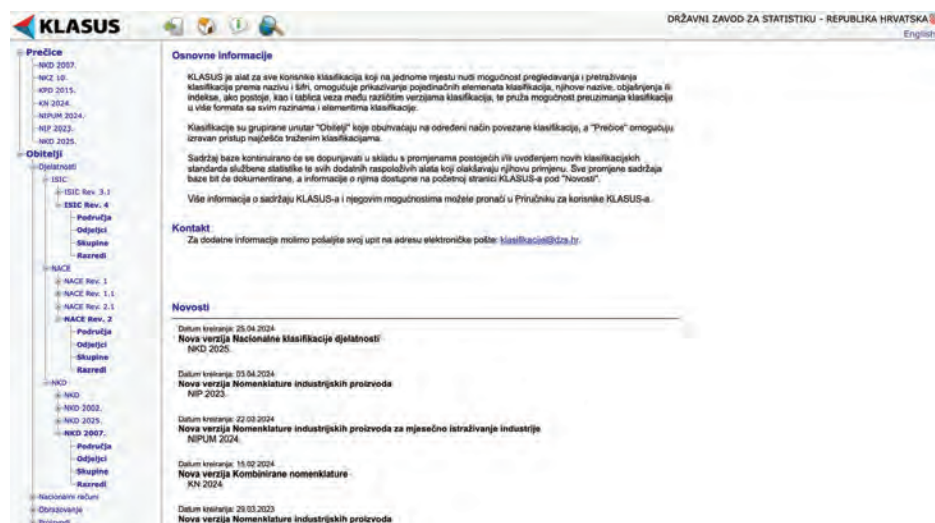 KLASUS
DRŽAVNI ZAVOD ZA STATISTIKU - REPUBLIKA HRVATSKA
English
Prečice
NKD 2007.
NKZ 10.
KPD 2015.
KN 2024.
NIPUM 2024.
NIP 2023.
NKD 2025.
Obitelji
Djelatnosti
ISIC
ISIC Rev. 3.1
ISIC Rev. 4
Područja
Odjeljci
Skupine
Razredi
NACE
NACE Rev. 1
NACE Rev. 1.1
NACE Rev. 2.1
NACE Rev. 2
Područja
Odjeljci
Skupine
Razredi
NKD
NKD
NKD 2002.
NKD 2025.
NKD 2007.
Područja
Odjeljci
Skupine
Razredi
Nacionalni računi
Obrazovanje
Proizvodi
Osnovne informacije
KLASUS je alat za sve korisnike klasifikacija koji na jednome mjestu nudi mogućnost pregledavanja i pretraživanja
klasifikacija prema nazivu i šifri, omogućuje prikazivanje pojedinačnih elemenata klasifikacija, njihove nazive, objašnjenja ili
indekse, ako postoje, kao i tablica veza među različitim verzijama klasifikacija, te pruža mogućnost preuzimanja klasifikacija
u više formata sa svim razinama i elementima klasifikacije.
Klasifikacije su grupirane unutar "Obitelji" koje obuhvaćaju na određeni način povezane klasifikacije, a "Prečice" omogućuju
izravan pristup najčešće traženim klasifikacijama.
Sadržaj baze kontinuirano će se dopunjavati u skladu s promjenama postojećih i/ili uvođenjem novih klasifikacijskih
standarda službene statistike te svih dodatnih raspoloživih alata koji olakšavaju njihovu primjenu. Sve promjene sadržaja
baze bit će dokumentirane, a informacije o njima dostupne na početnoj stranici KLASUS-a pod "Novosti".
Više informacija o sadržaju KLASUS-a i njegovim mogućnostima možete pronaći u Priručniku za korisnike KLASUS-a.
Kontakt
Za dodatne informacije molimo pošaljite svoj upit na adresu elektroničke pošte: klasifikacije@dzs.hr.
Novosti
Datum kreiranja: 25.04.2024
Nova verzija Nacionalne klasifikacije djelatnosti
NKD 2025.
Datum kreiranja: 03.04.2024
Nova verzija Nomenklature industrijskih proizvoda
NIP 2023.
Datum kreiranja: 22.03.2024
Nova verzija Nomenklature industrijskih proizvoda za mjesečno istraživanje industrije
NIPUM 2024.
Datum kreiranja: 15.02.2024
Nova verzija Kombinirane nomenklature
KN 2024.
Datum kreiranja: 29.03.2023
Nova verzija Nomenklature industrijskih proizvoda